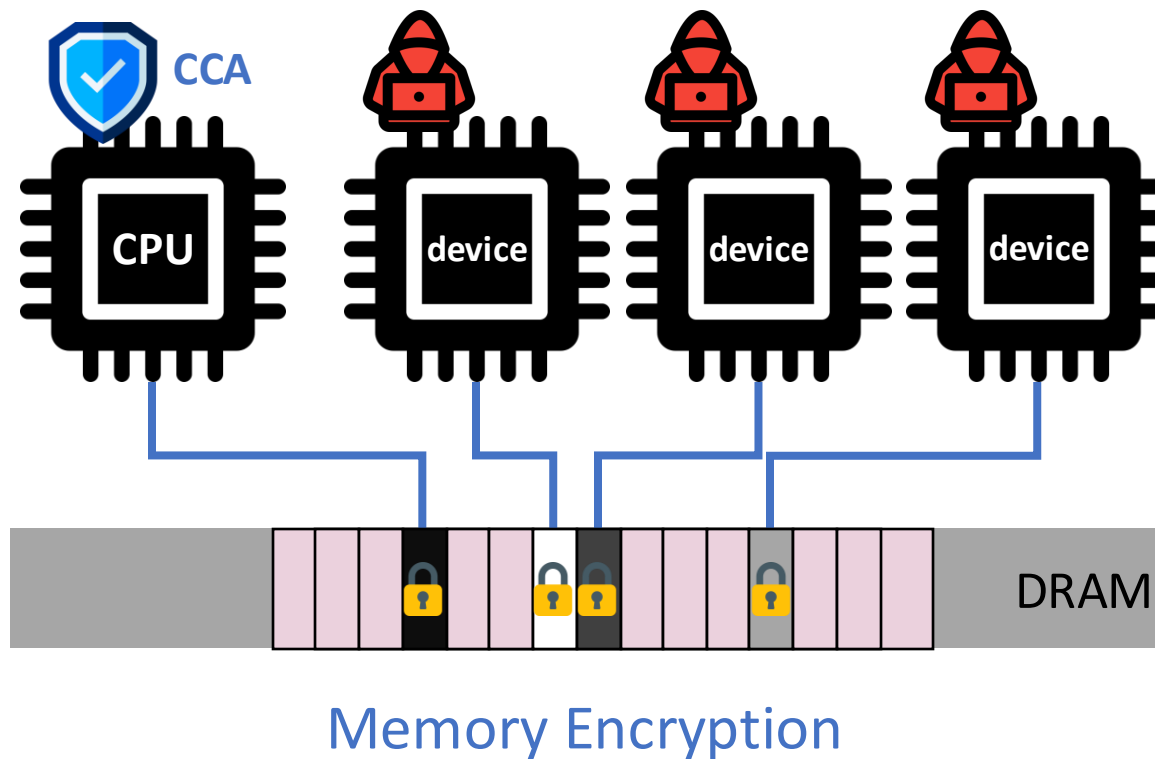 CCA
CPU
device
device
device
DRAM
Memory Encryption